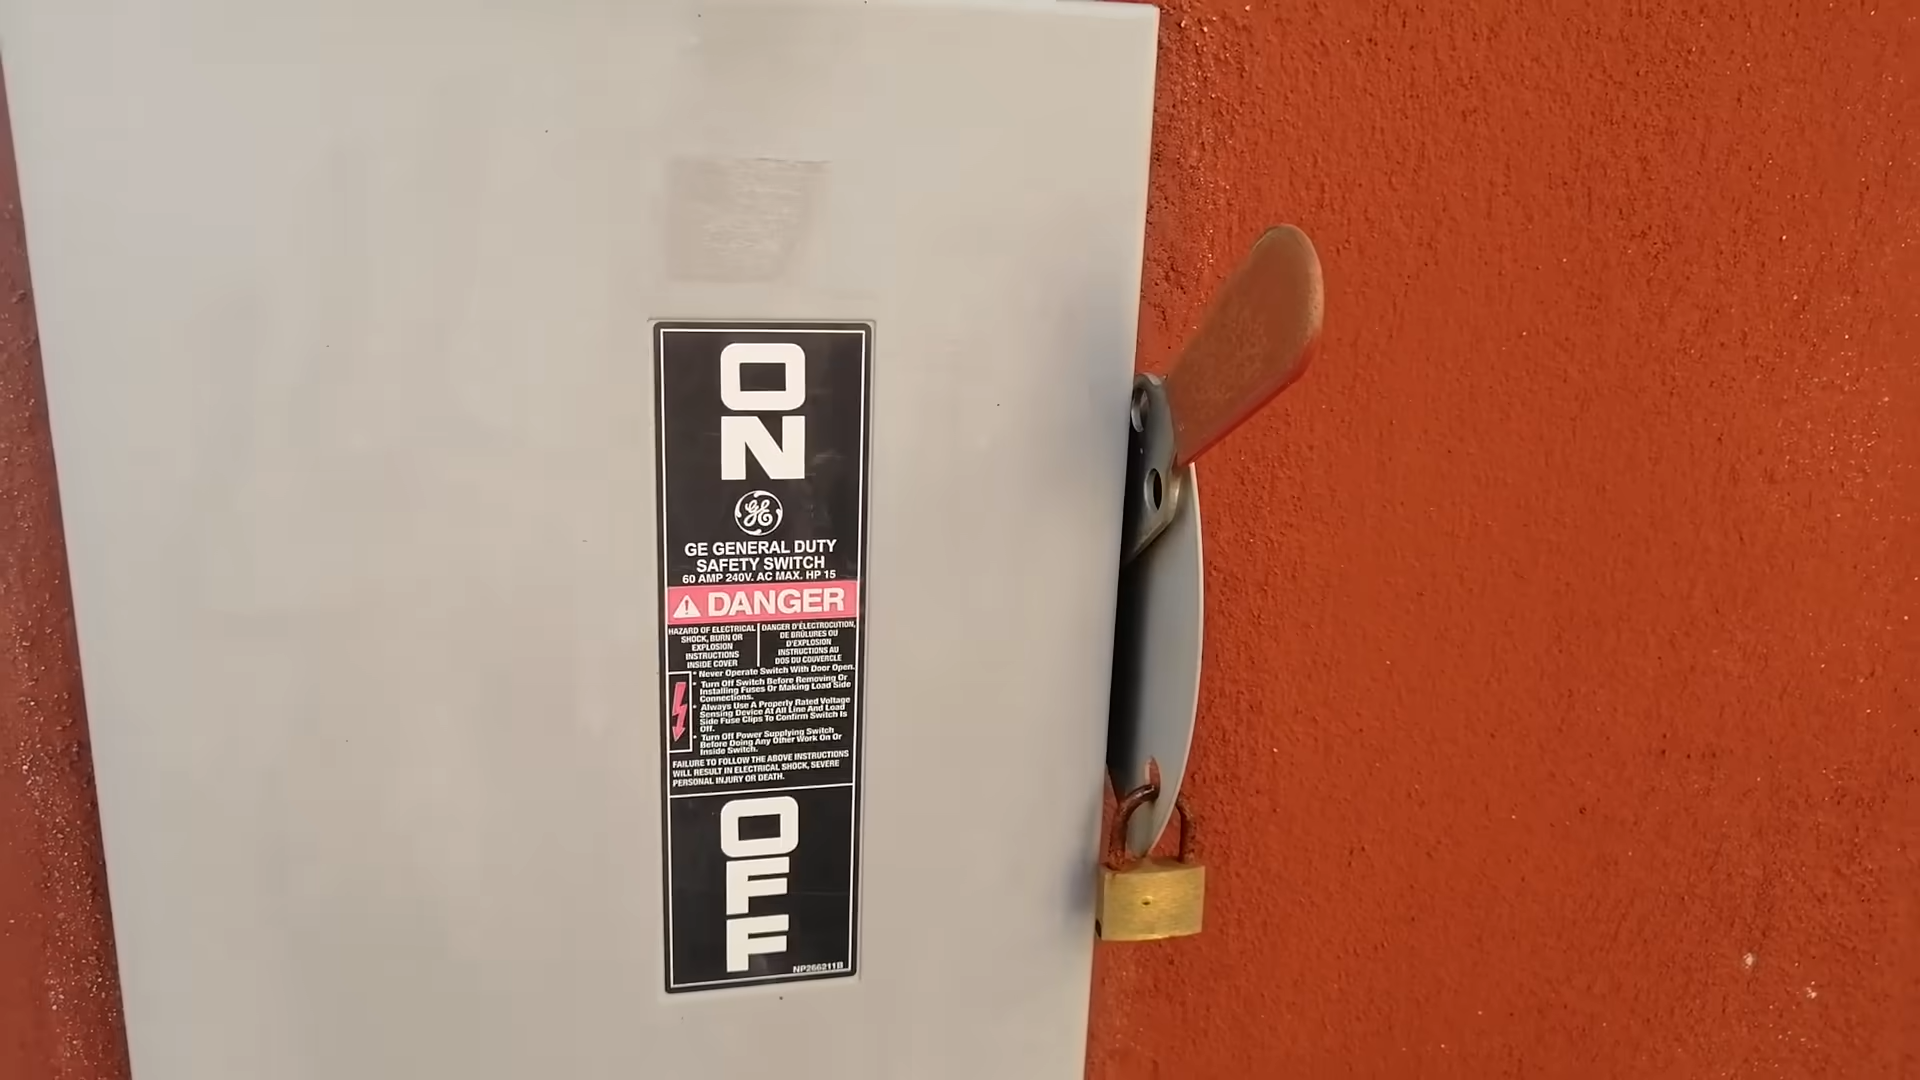 ON
GE
GE GENERAL DUTY
SAFETY SWITCH
60 AMP 240V. AC MAX. HP 15
DANGER
HAZARD OF ELECTRICAL
SHOCK, BURN OR
EXPLOSION
INSTRUCTIONS
INSIDE COVER
DANGER D'ÉLECTROCUTION,
DE BRÛLURES OU
D'EXPLOSION
INSTRUCTIONS AU
DOS DU COUVERCLE
• Never Operate Switch With Door Open.
• Turn Off Switch Before Removing Or
Installing Fuses Or Making Load Side
Connections.
• Always Use A Properly Rated Voltage
Sensing Device At All Line And Load
Side Fuse Clips To Confirm Switch Is
Off.
• Turn Off Power Supplying Switch
Before Doing Any Other Work On Or
Inside Switch.
FAILURE TO FOLLOW THE ABOVE INSTRUCTIONS
WILL RESULT IN ELECTRICAL SHOCK, SEVERE
PERSONAL INJURY OR DEATH.
OFF
NP266211B